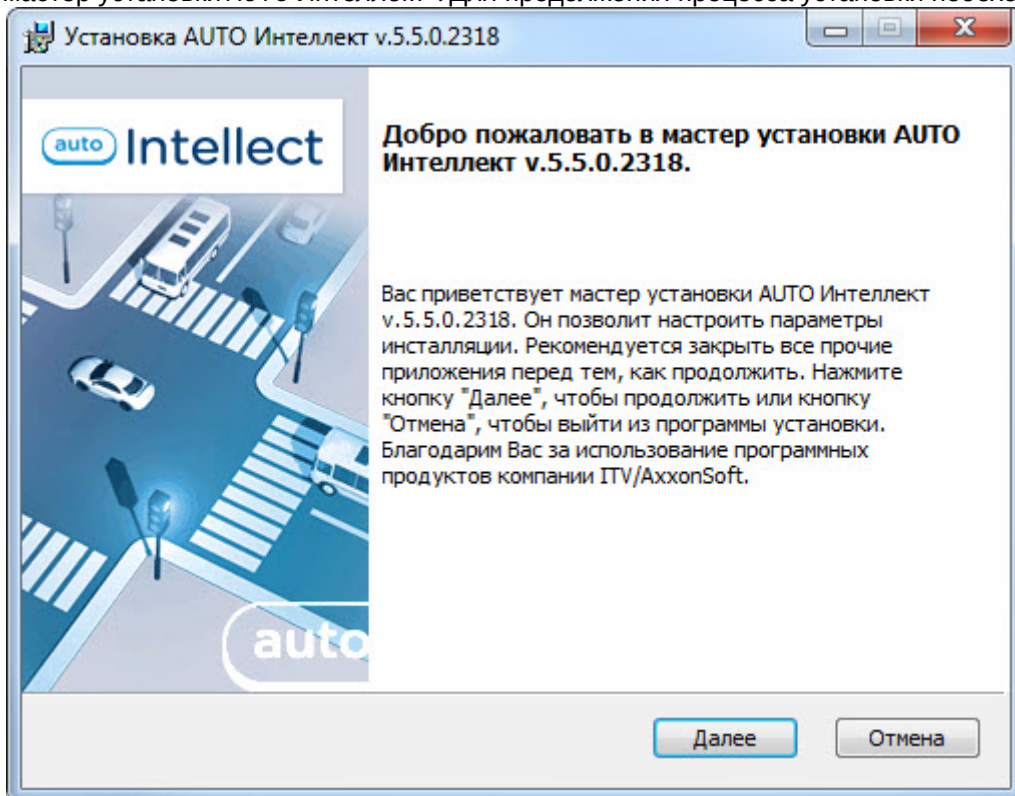 Установка AUTO Интеллект v.5.5.0.2318
auto Intellect
Добро пожаловать в мастер установки AUTO
Интеллект v.5.5.0.2318.
Вас приветствует мастер установки AUTO Интеллект
v.5.5.0.2318. Он позволит настроить параметры
инсталляции. Рекомендуется закрыть все прочие
приложения перед тем, как продолжить. Нажмите
кнопку "Далее", чтобы продолжить или кнопку
"Отмена", чтобы выйти из программы установки.
Благодарим Вас за использование программных
продуктов компании ITV/AxxonSoft.
auto
Далее
Отмена